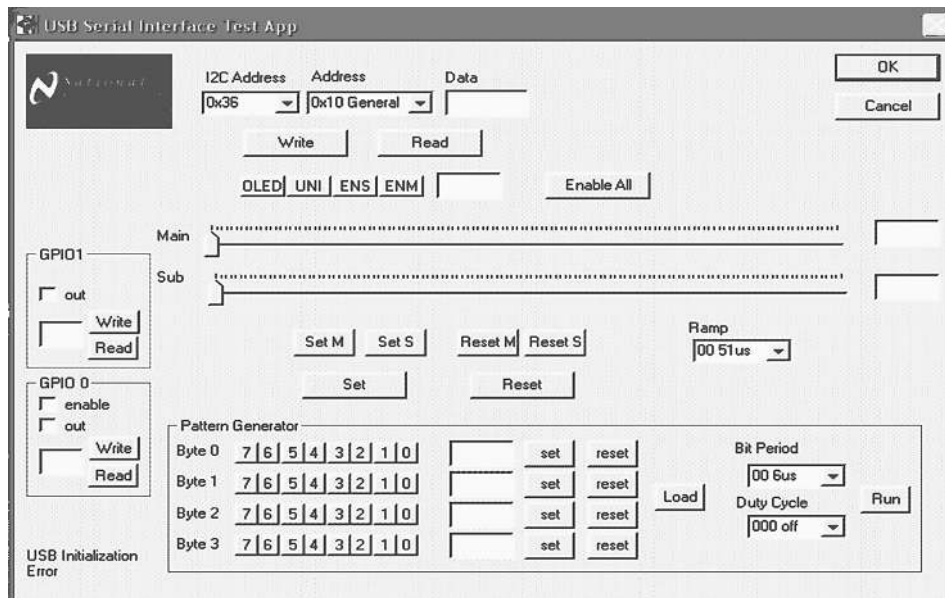 USB Serial Interface Test App
National
I2C Address Address Data
0x36 0x10 General
OK
Cancel
Write Read
OLED UNI ENS ENM Enable All
Main
Sub
GPIO1
out
Write
Read
Set M Set S Reset M Reset S
Ramp
00 51us
Set Reset
GPIO 0
enable
out
Write
Read
Pattern Generator
Byte 0 7 6 5 4 3 2 1 0 set reset
Byte 1 7 6 5 4 3 2 1 0 set reset
Byte 2 7 6 5 4 3 2 1 0 set reset
Byte 3 7 6 5 4 3 2 1 0 set reset
Load
Bit Period
00 6us
Duty Cycle
000 off
Run
USB Initialization
Error